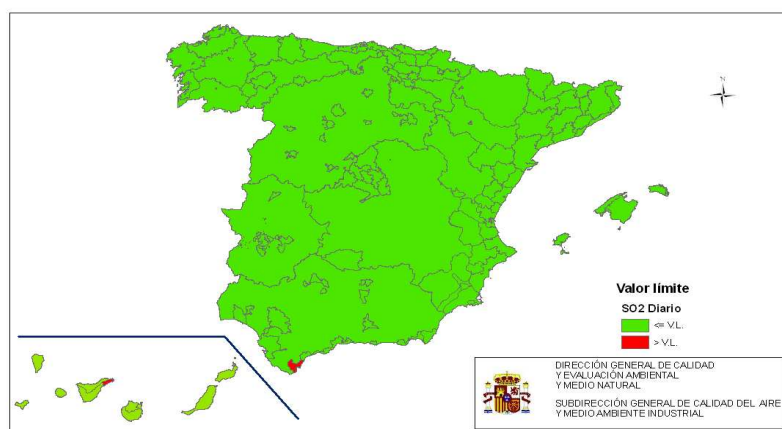 N
Valor límite
SO2 Diario
<= V.L.
> V.L.
DIRECCIÓN GENERAL DE CALIDAD
Y EVALUACIÓN AMBIENTAL
Y MEDIO NATURAL
SUBDIRECCIÓN GENERAL DE CALIDAD DEL AIRE
Y MEDIO AMBIENTE INDUSTRIAL